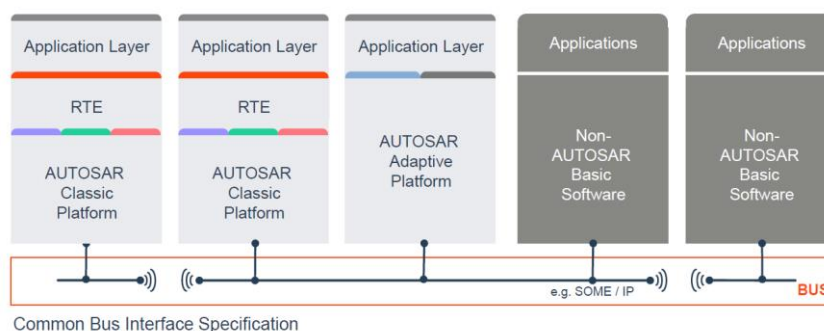 Application Layer
Application Layer
Application Layer
Applications
Applications
RTE
RTE
AUTOSAR
Classic
Platform
AUTOSAR
Classic
Platform
AUTOSAR
Adaptive
Platform
Non-
AUTOSAR
Basic
Software
Non-
AUTOSAR
Basic
Software
e.g. SOME / IP
BUS
Common Bus Interface Specification